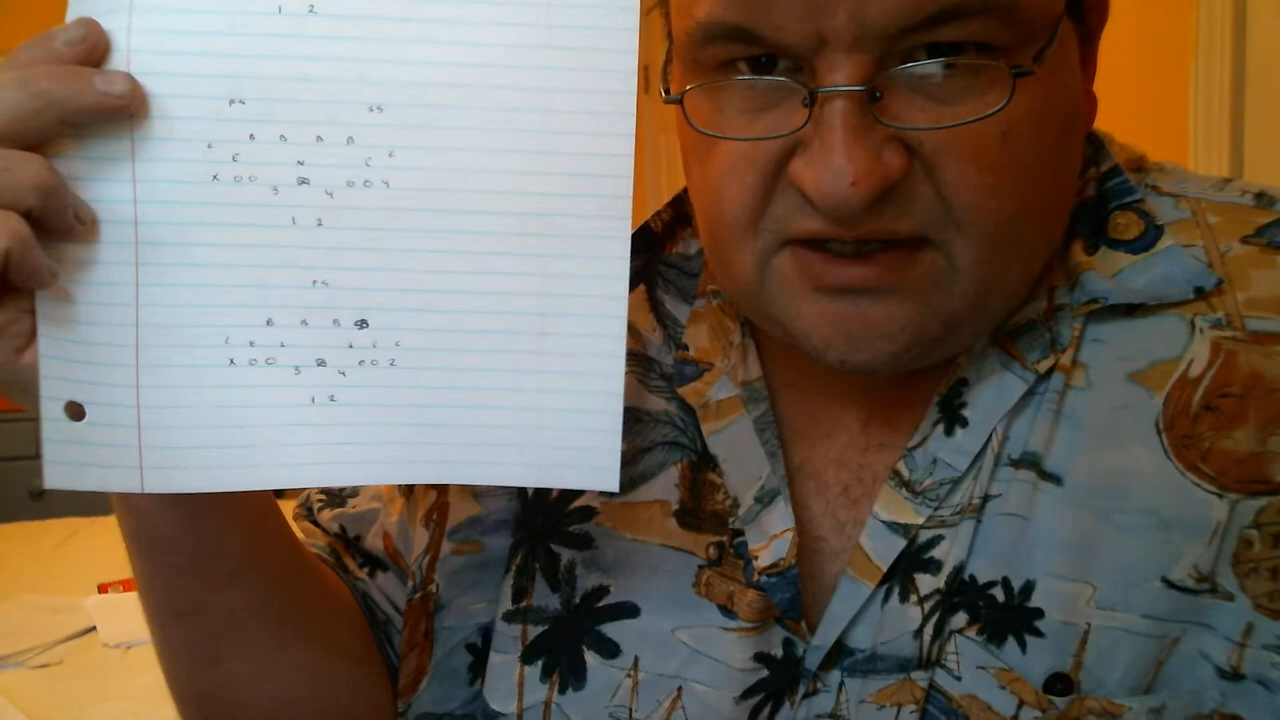 1 2
FS SS
B B B B
C E N E C
X O O 3 ⊗ 4 O O Y
1 2
FS
B B B
C E E C
X O O 3 ⊗ 4 O O 2
1 2